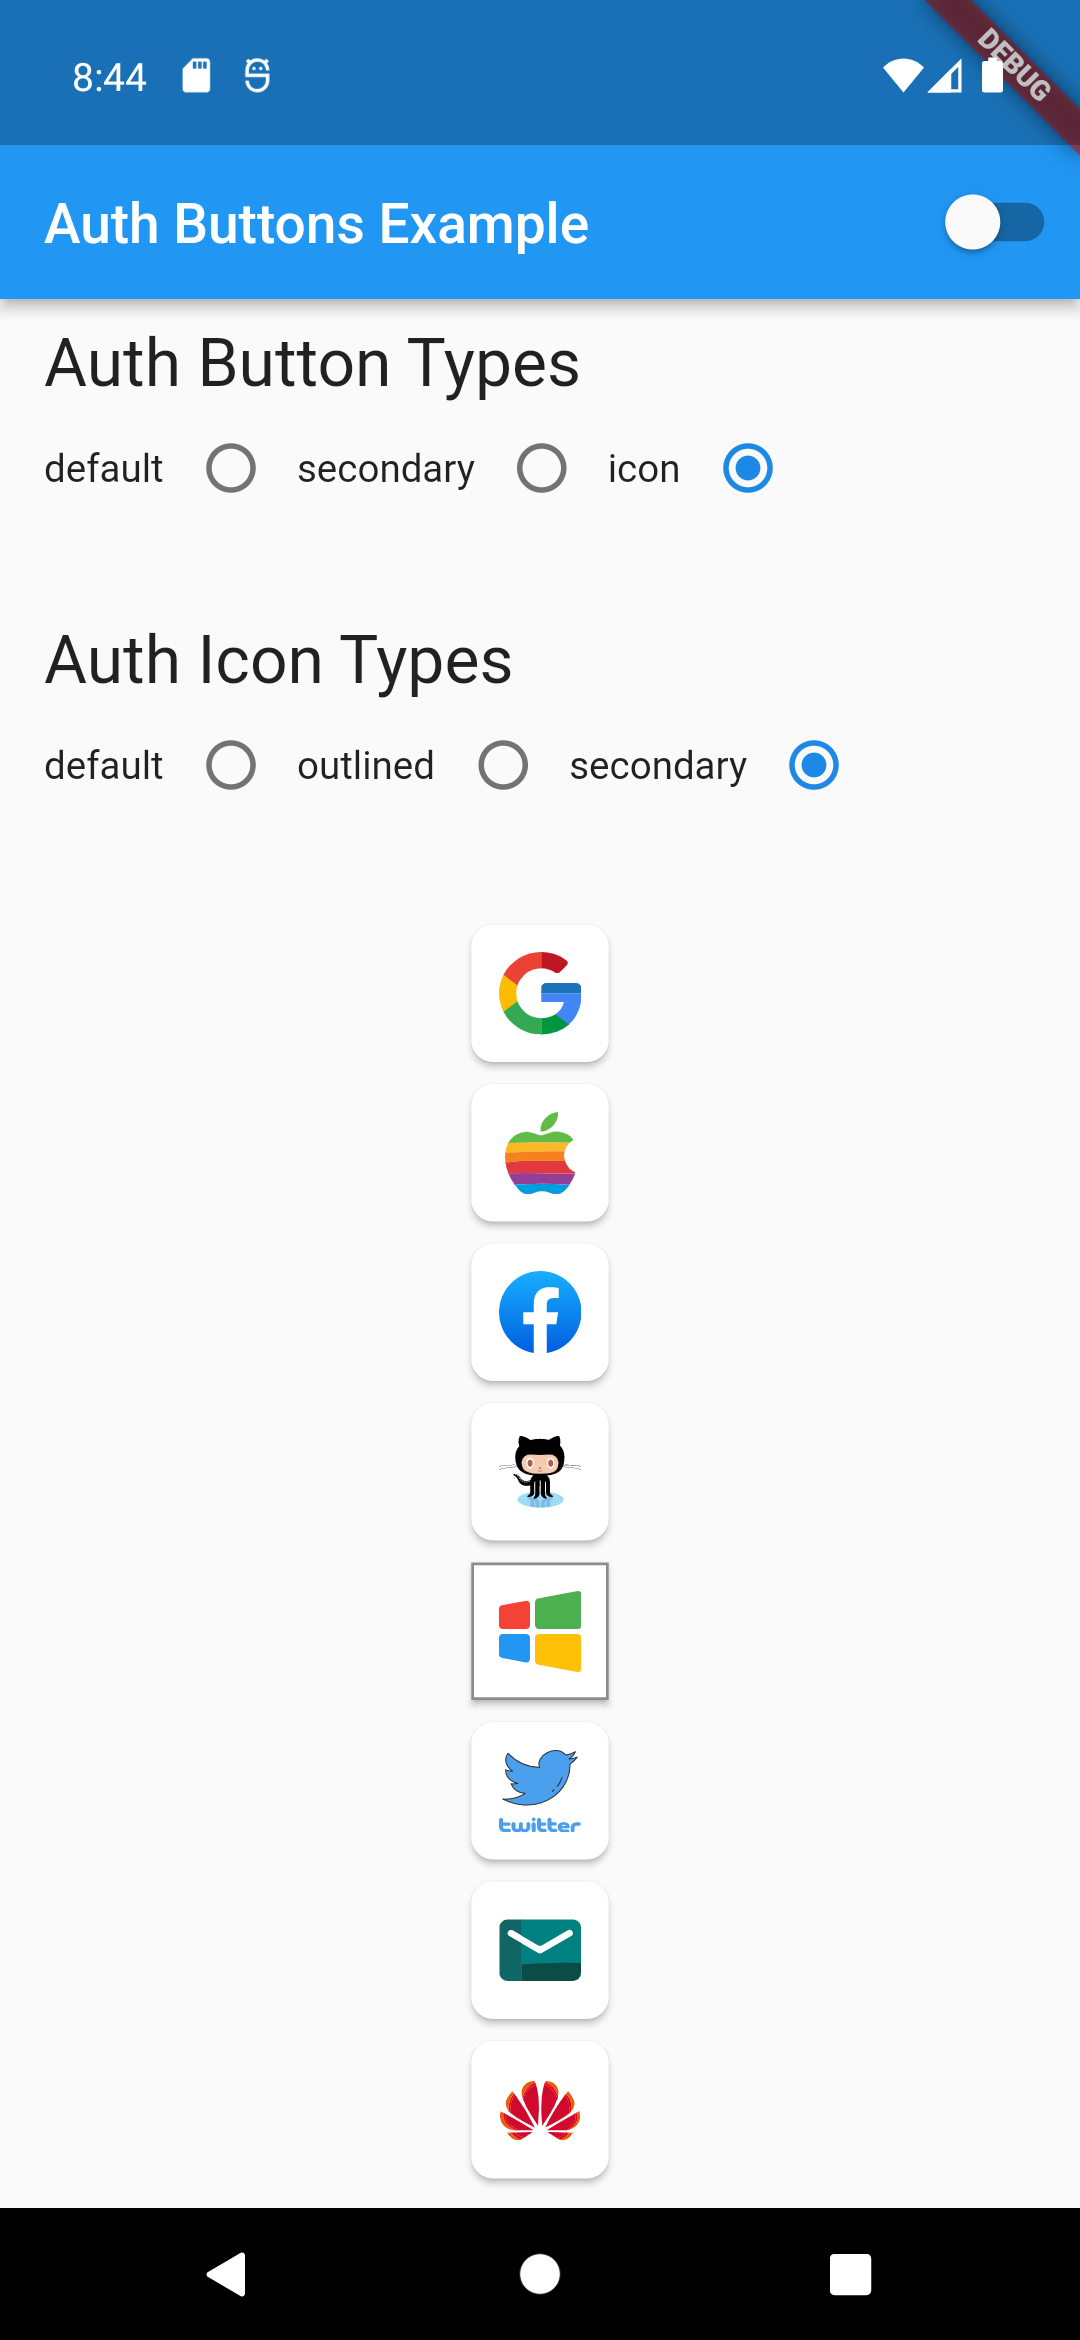 8:44
DEBUG
Auth Buttons Example
Auth Button Types
default secondary icon
Auth Icon Types
default outlined secondary
twitter